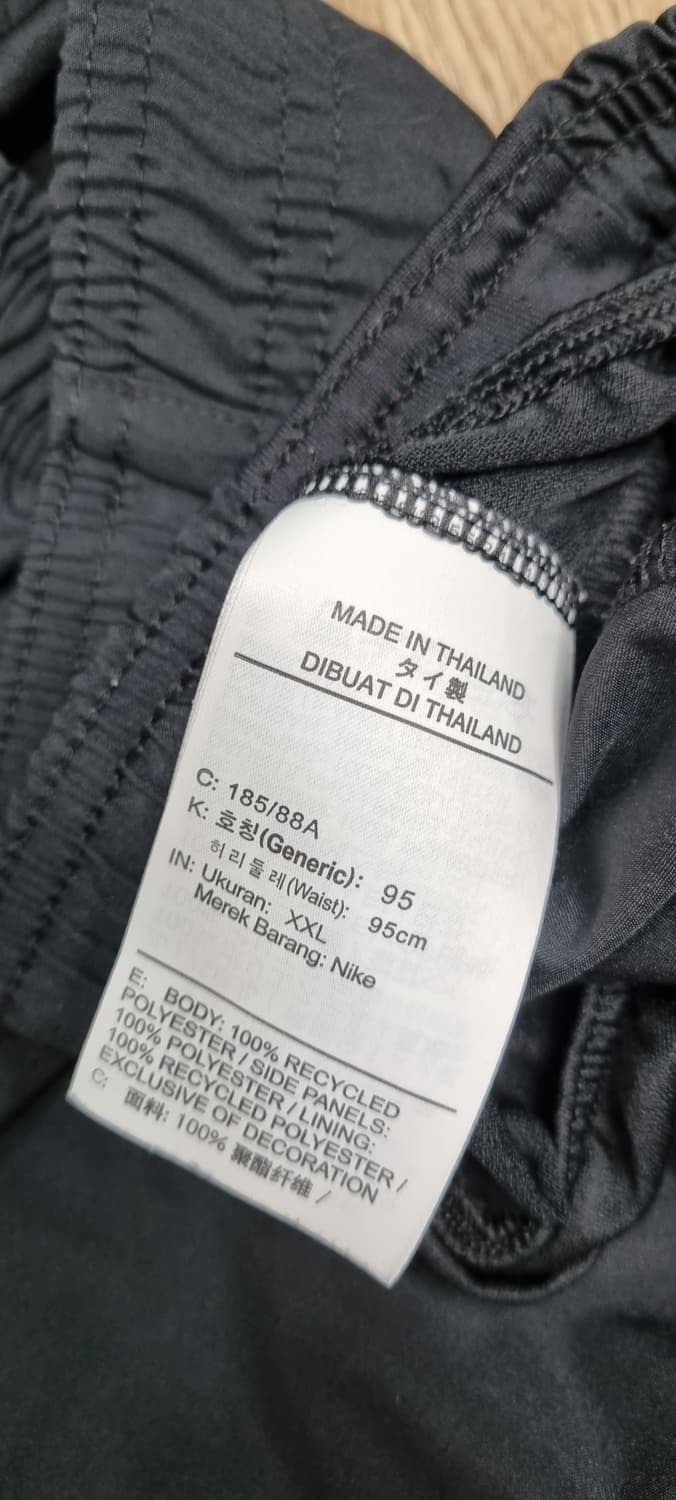 MADE IN THAILAND
タイ製
DIBUAT DI THAILAND
C: 185/88A
K: 호칭(Generic): 95
허리둘레(Waist): 95cm
IN: Ukuran: XXL
Merek Barang: Nike
E: BODY: 100% RECYCLED
POLYESTER / SIDE PANELS:
100% POLYESTER / LINING:
100% RECYCLED POLYESTER /
EXCLUSIVE OF DECORATION
C: 面料: 100% 聚酯纤维 /